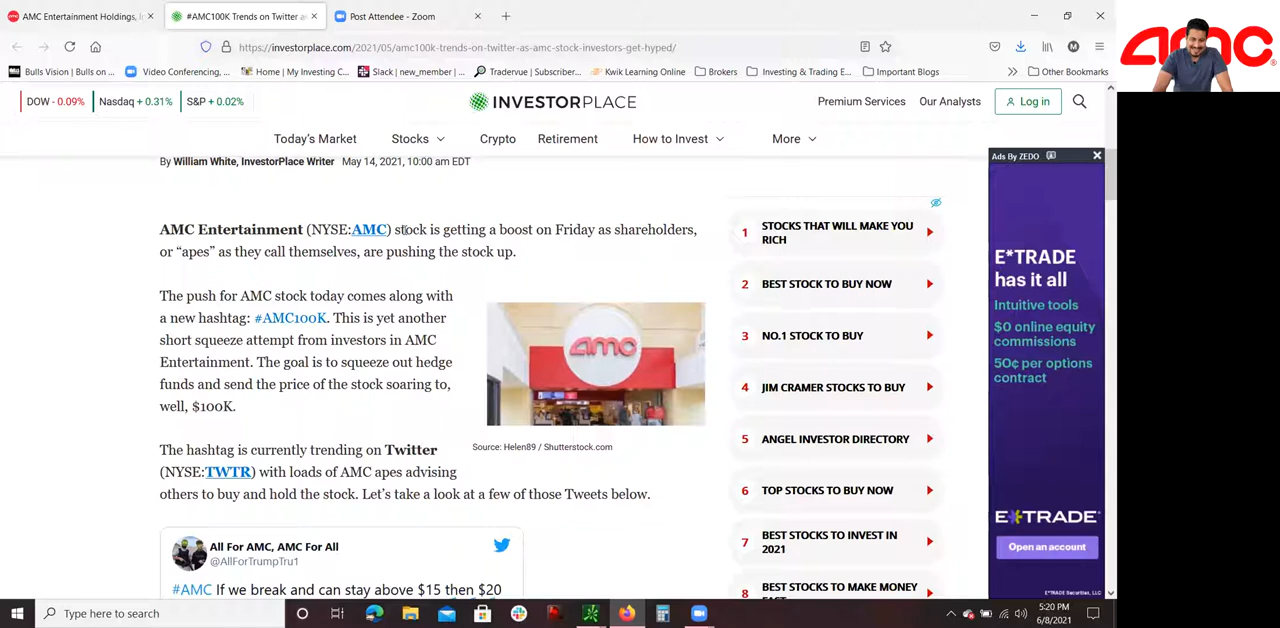 AMC Entertainment Holdings, I
#AMC100K Trends on Twitter a
Post Attendee - Zoom
https://investorplace.com/2021/05/amc100k-trends-on-twitter-as-amc-stock-investors-get-hyped/
Bulls Vision | Bulls on ...
Video Conferencing, ...
Home | My Investing C...
Slack | new_member | ...
Tradervue | Subscriber...
Kwik Learning Online
Brokers
Investing & Trading E...
Important Blogs
Other Bookmarks
amc
DOW - 0.09%
Nasdaq + 0.31%
S&P + 0.02%
INVESTORPLACE
Premium Services
Our Analysts
Log in
Today's Market
Stocks
Crypto
Retirement
How to Invest
More
By William White, InvestorPlace Writer May 14, 2021, 10:00 am EDT
AMC Entertainment (NYSE:AMC) stock is getting a boost on Friday as shareholders,
or “apes” as they call themselves, are pushing the stock up.
The push for AMC stock today comes along with
a new hashtag: #AMC100K. This is yet another
short squeeze attempt from investors in AMC
Entertainment. The goal is to squeeze out hedge
funds and send the price of the stock soaring to,
well, $100K.
amc
Source: Helen89 / Shutterstock.com
The hashtag is currently trending on Twitter
(NYSE:TWTR) with loads of AMC apes advising
others to buy and hold the stock. Let’s take a look at a few of those Tweets below.
All For AMC, AMC For All
@AllForTrumpTru1
#AMC If we break and can stay above $15 then $20
1 STOCKS THAT WILL MAKE YOU
RICH
2 BEST STOCK TO BUY NOW
3 NO.1 STOCK TO BUY
4 JIM CRAMER STOCKS TO BUY
5 ANGEL INVESTOR DIRECTORY
6 TOP STOCKS TO BUY NOW
7 BEST STOCKS TO INVEST IN
2021
8 BEST STOCKS TO MAKE MONEY
FAST
Ads By ZEDO
E*TRADE
has it all
Intuitive tools
$0 online equity
commissions
50¢ per options
contract
E*TRADE
Open an account
E*TRADE Securities, LLC
Type here to search
5:20 PM
6/8/2021